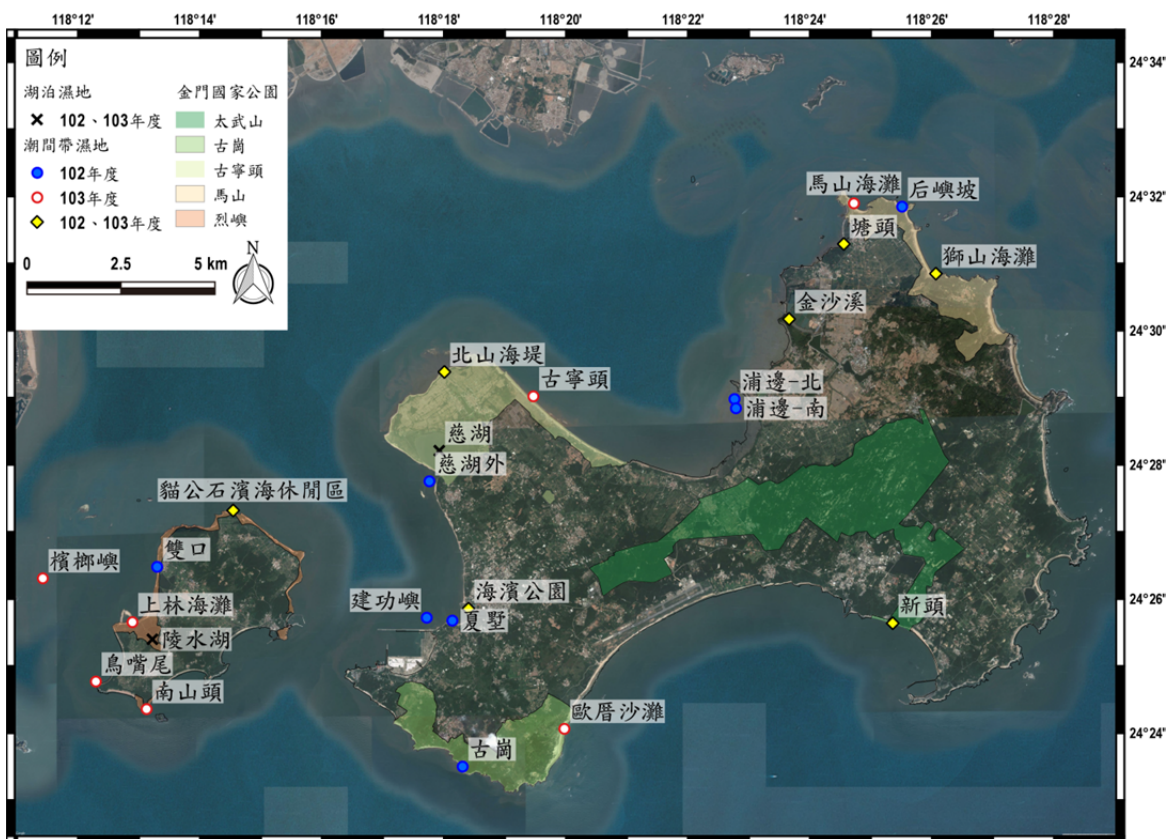 118°12" 118°14" 118°18" 118°20" 118°22" 118°24" 118°26" 118°28"
圖例
湖泊濕地
102、103年度
潮間帶濕地
102年度
103年度
102、103年度
金門國家公園
太武山
古崗
古寧頭
馬山
烈嶼
N
0 2.5 5 km
24°34"
24°32"
24°30"
24°28"
24°26"
24°24"
馬山海灘
后嶼坡
塘頭
獅山海灘
金沙溪
北山海堤
古寧頭
浦邊-北
浦邊-南
慈湖
慈湖外
貓公石濱海休閒區
檳榔嶼
雙口
上林海灘
陵水湖
鳥嘴尾
南山頭
建功嶼
海濱公園
夏墅
新頭
歐厝沙灘
古崗